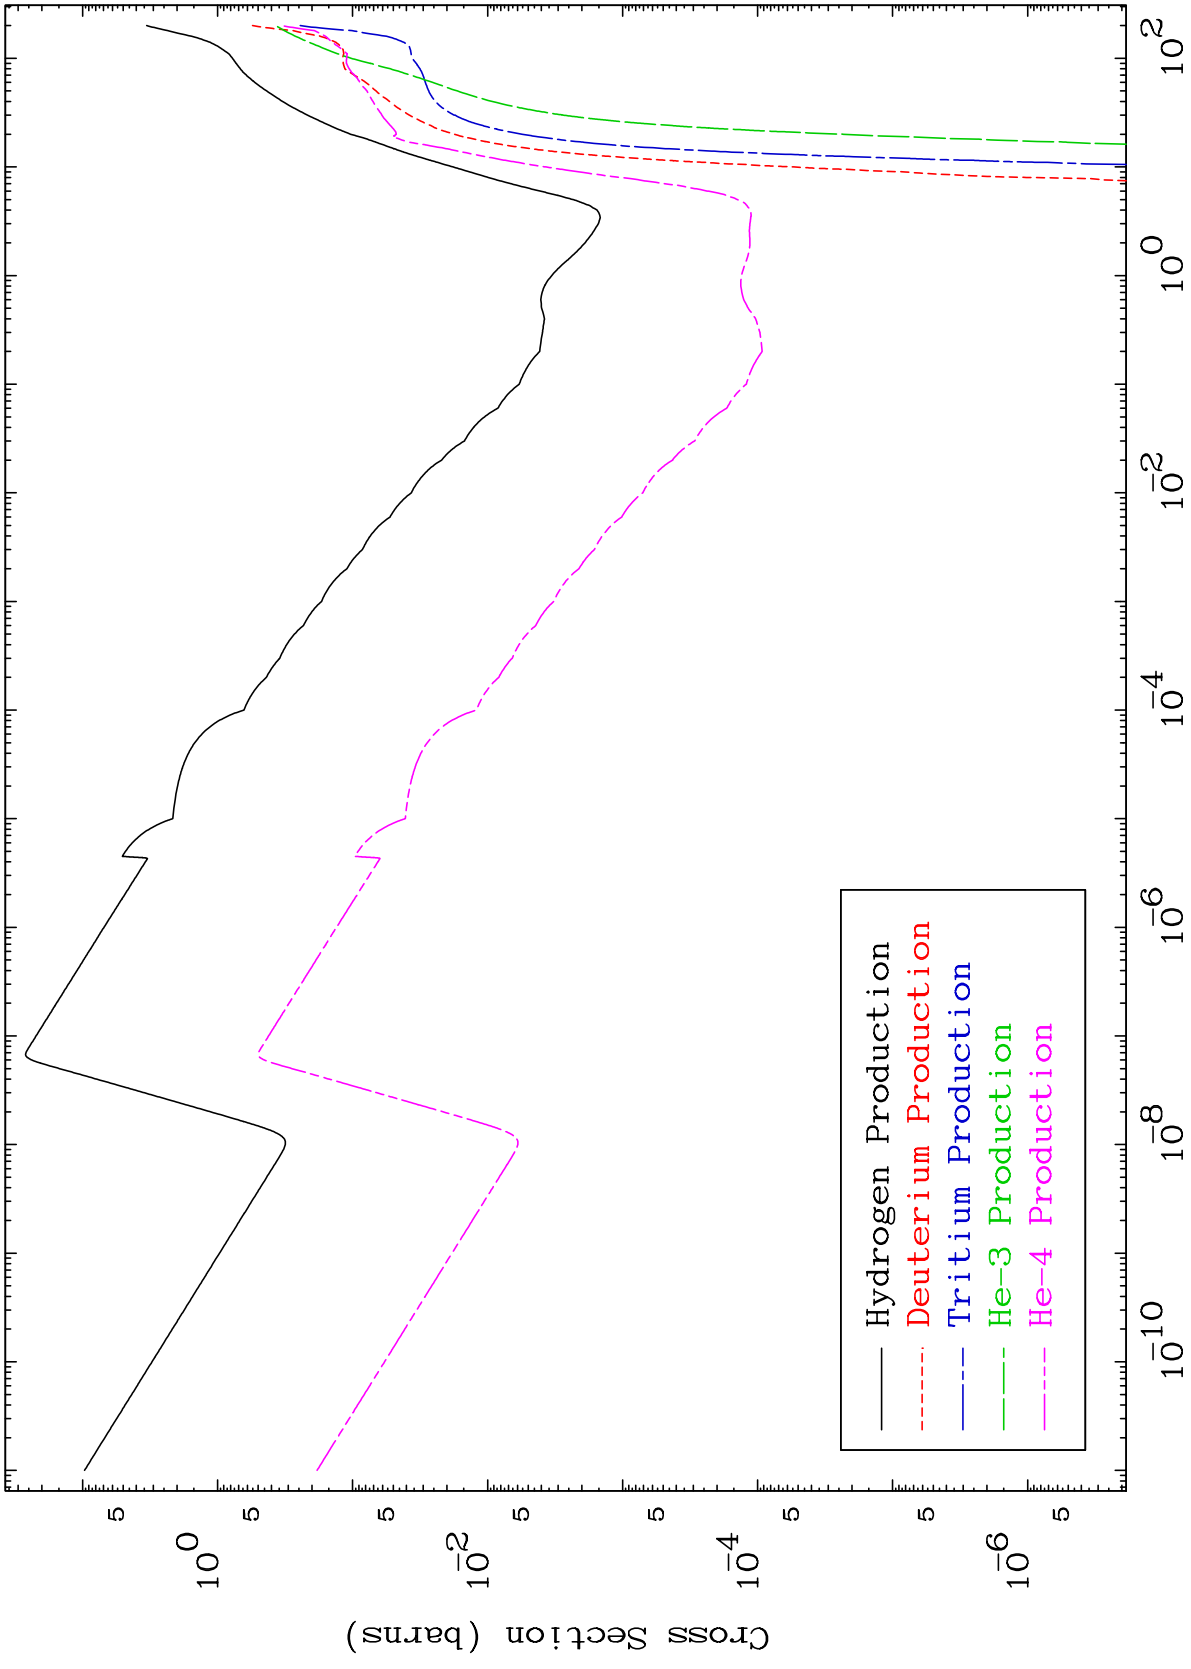 Cross Section (barns)
5
10^0
5
5
10^-2
5
5
10^-4
5
5
10^-6
5
Hydrogen Production
Deuterium Production
Tritium Production
He-3 Production
He-4 Production
10^-10 10^-8 10^-6 10^-4 10^-2 10^0 10^2